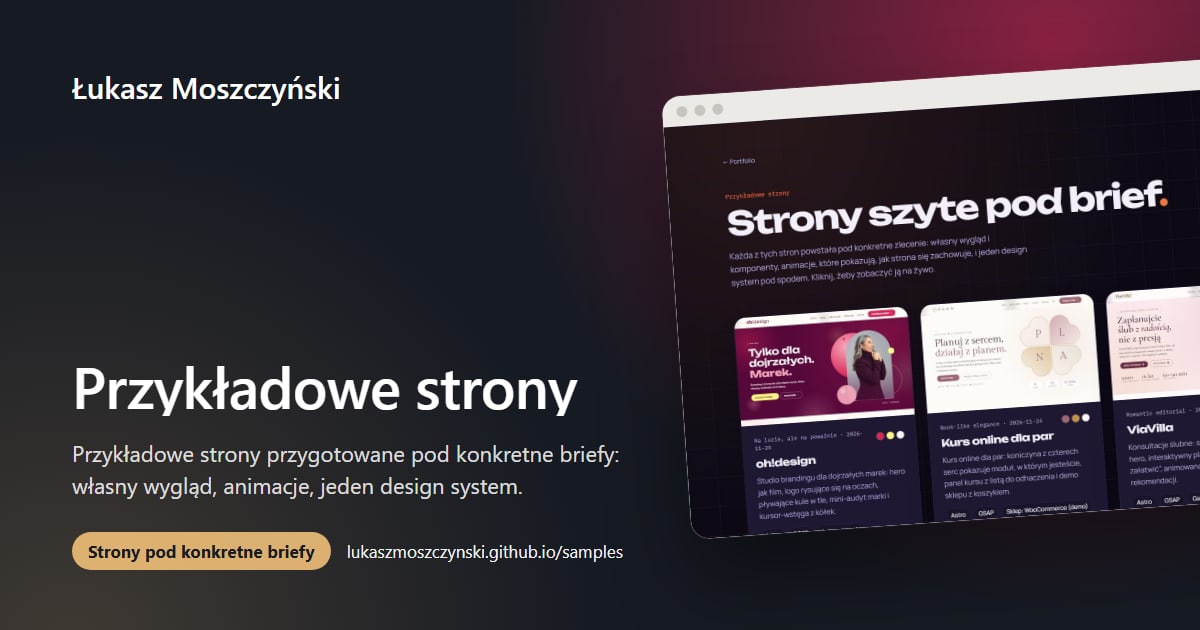 Łukasz Moszczyński
Przykładowe strony
Przykładowe strony przygotowane pod konkretne briefy:
własny wygląd, animacje, jeden design system.
Strony pod konkretne briefy
lukaszmoszczynski.github.io/samples
← Portfolio
Przykładowe strony
Strony szyte pod brief.
Każda z tych stron powstała pod konkretne zlecenie: własny wygląd i
komponenty, animacje, które pokazują, jak strona się zachowuje, i jeden design
system pod spodem. Kliknij, żeby zobaczyć ją na żywo.
oh!design
Tylko dla
dojrzałych.
Marek.
Na luzie, ale na poważnie · 2026-
11-25
oh!design
Studio brandingu dla dojrzałych marek: hero
jak film, logo rysujące się na oczach,
pływające kule w tle, mini-audyt marki i
kursor-wstęga z kółek.
Planuj z sercem,
działaj z planem.
P L
N A
Book-like elegance · 2026-11-24
Kurs online dla par
Kurs online dla par: koniczyna z czterech
serc pokazuje moduł, w którym jesteście,
panel kursu z listą do odhaczenia i demo
sklepu z koszykiem.
Astro GSAP Sklep: WooCommerce (demo)
ViaVilla
Zaplanujcie
ślub z radością,
nie z presją
Romantic editorial
ViaVilla
Konsultacje ślubne:
hero, interaktywny
załatwić", animowan
rekomendacji.
Astro GSAP